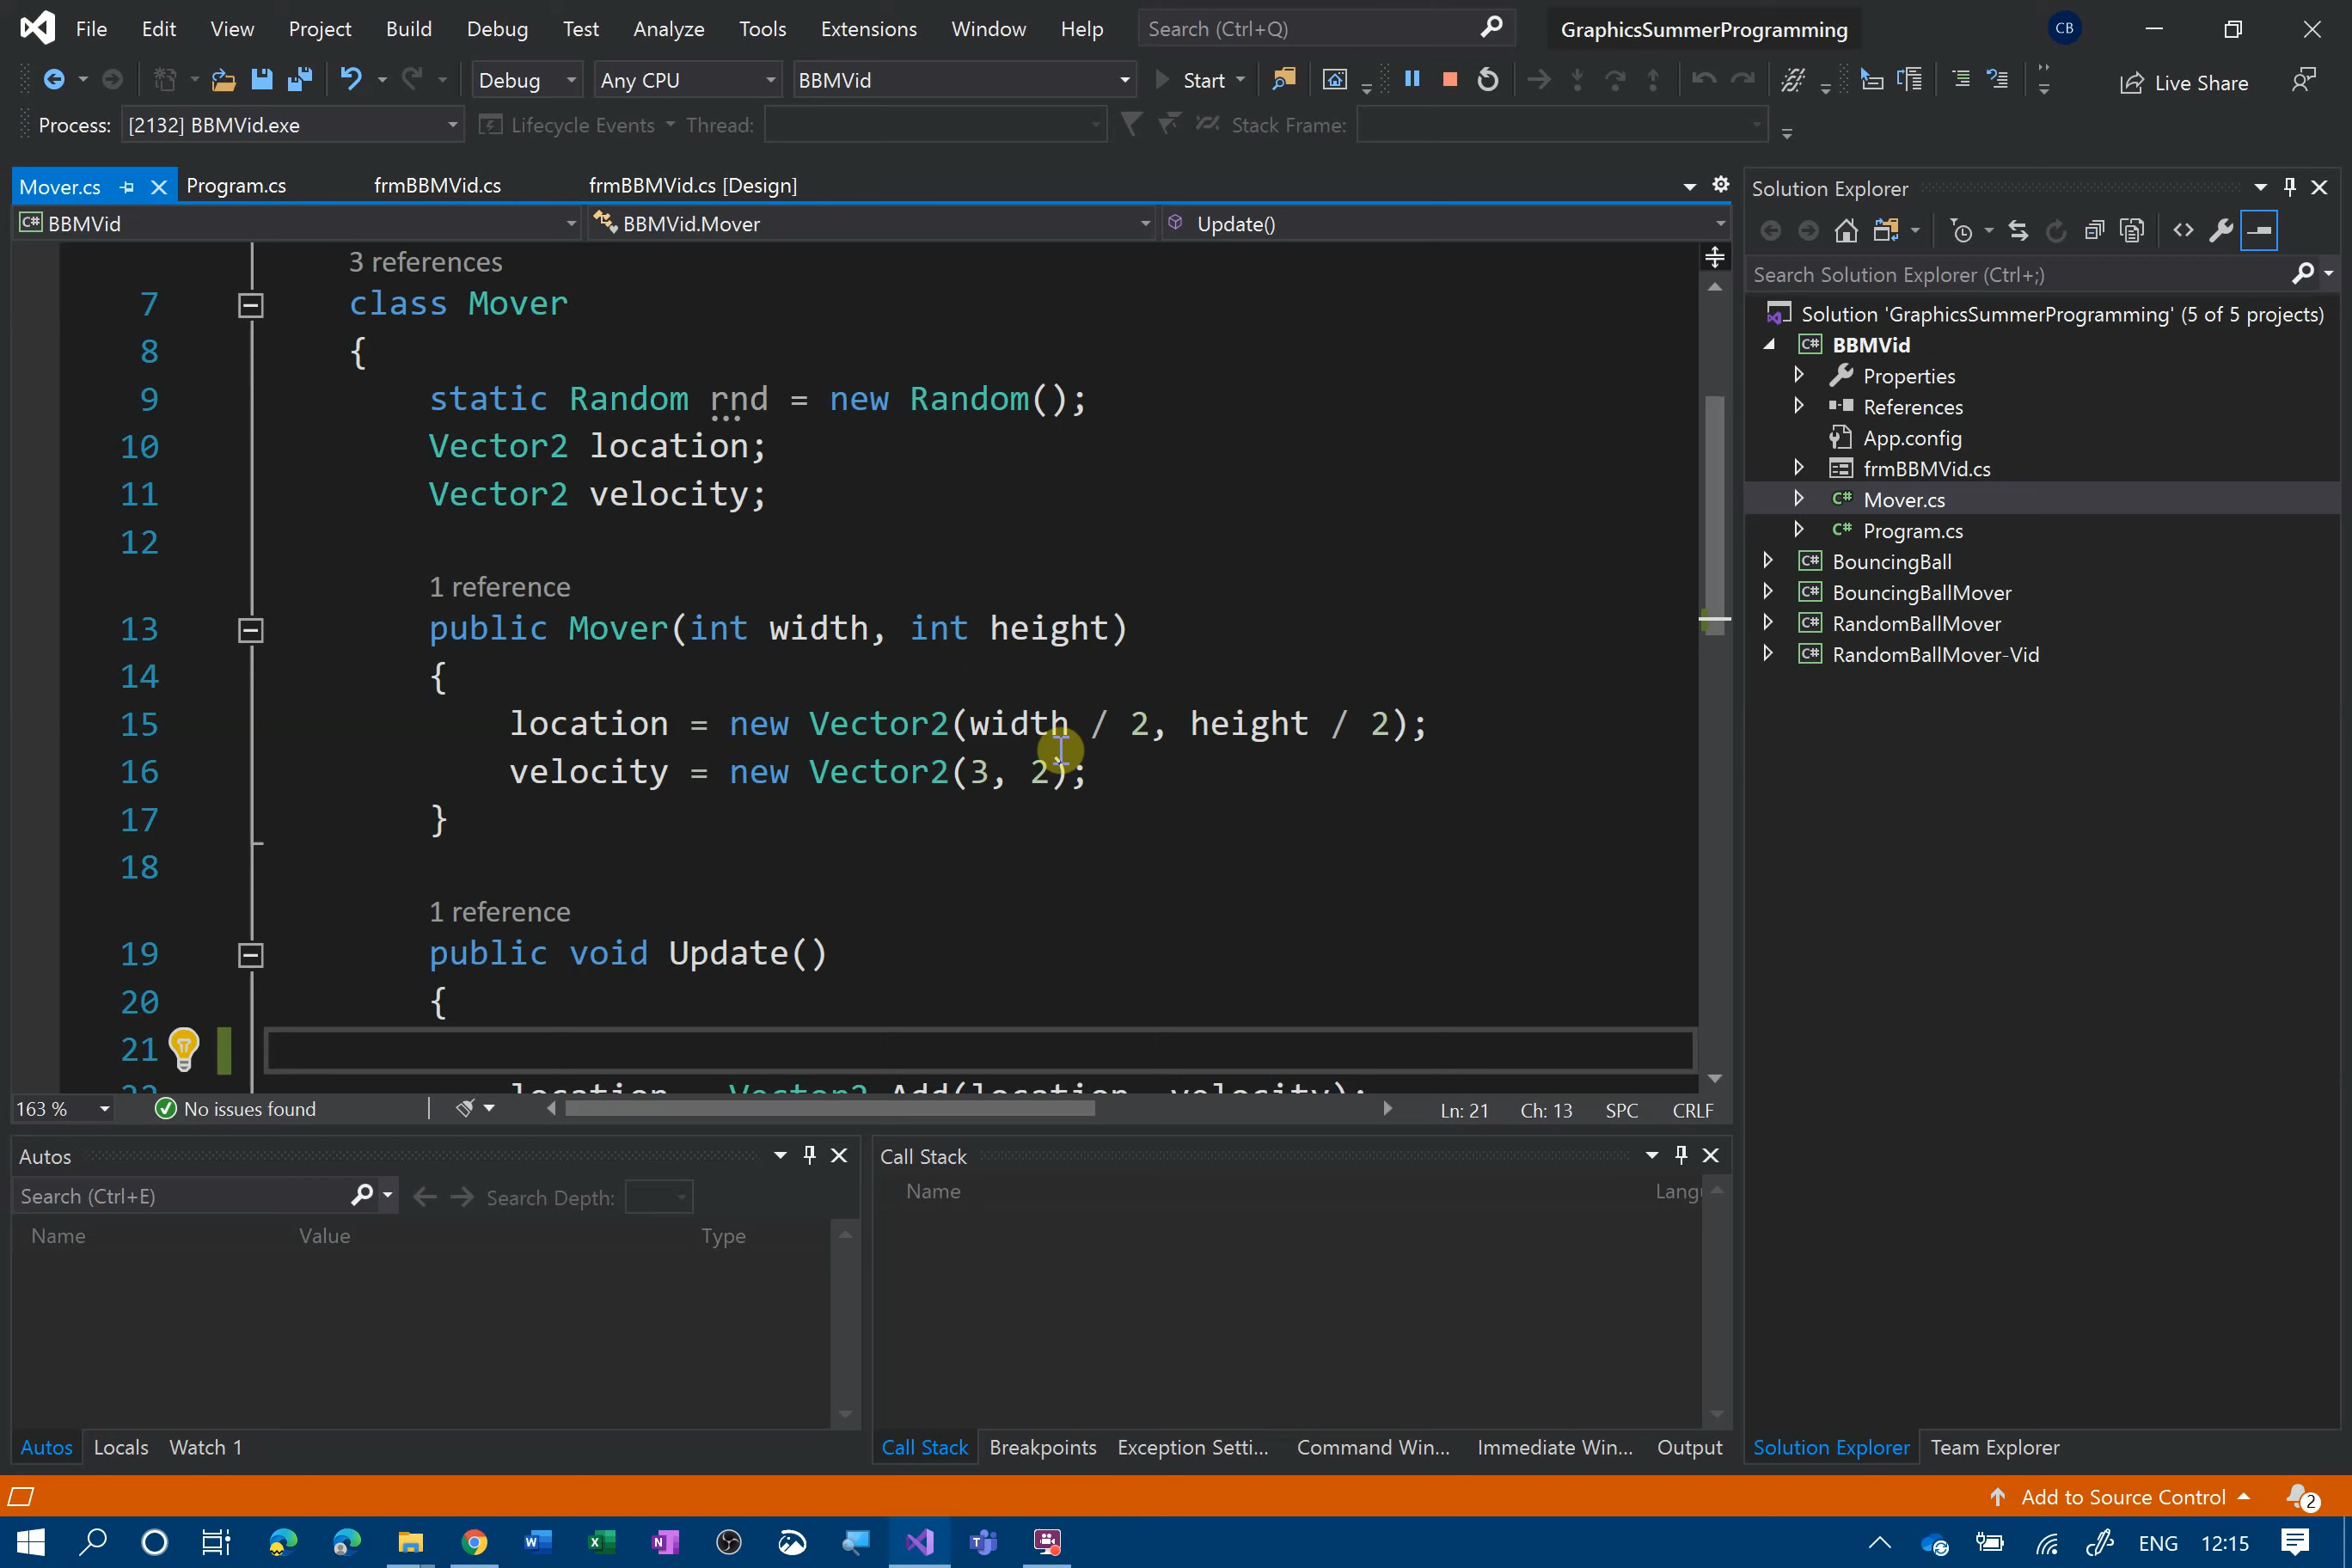 File Edit View Project Build Debug Test Analyze Tools Extensions Window Help Search (Ctrl+Q) GraphicsSummerProgramming CB
Debug Any CPU BBMVid Start Live Share
Process: [2132] BBMVid.exe Lifecycle Events Thread: Stack Frame:
Mover.cs Program.cs frmBBMVid.cs frmBBMVid.cs [Design]
C# BBMVid BBMVid.Mover Update()
3 references
7 class Mover
8 {
9 static Random rnd = new Random();
10 Vector2 location;
11 Vector2 velocity;
12
1 reference
13 public Mover(int width, int height)
14 {
15 location = new Vector2(width / 2, height / 2);
16 velocity = new Vector2(3, 2);
17 }
18
1 reference
19 public void Update()
20 {
21
22 location = Vector2.Add(location, velocity);
163 % No issues found Ln: 21 Ch: 13 SPC CRLF
Autos
Search (Ctrl+E) Search Depth:
Name Value Type
Autos Locals Watch 1
Call Stack
Name Langu
Call Stack Breakpoints Exception Setti... Command Win... Immediate Win... Output
Solution Explorer
Search Solution Explorer (Ctrl+;)
Solution 'GraphicsSummerProgramming' (5 of 5 projects)
C# BBMVid
Properties
References
App.config
frmBBMVid.cs
C# Mover.cs
C# Program.cs
C# BouncingBall
C# BouncingBallMover
C# RandomBallMover
C# RandomBallMover-Vid
Solution Explorer Team Explorer
Add to Source Control 2
ENG 12:15